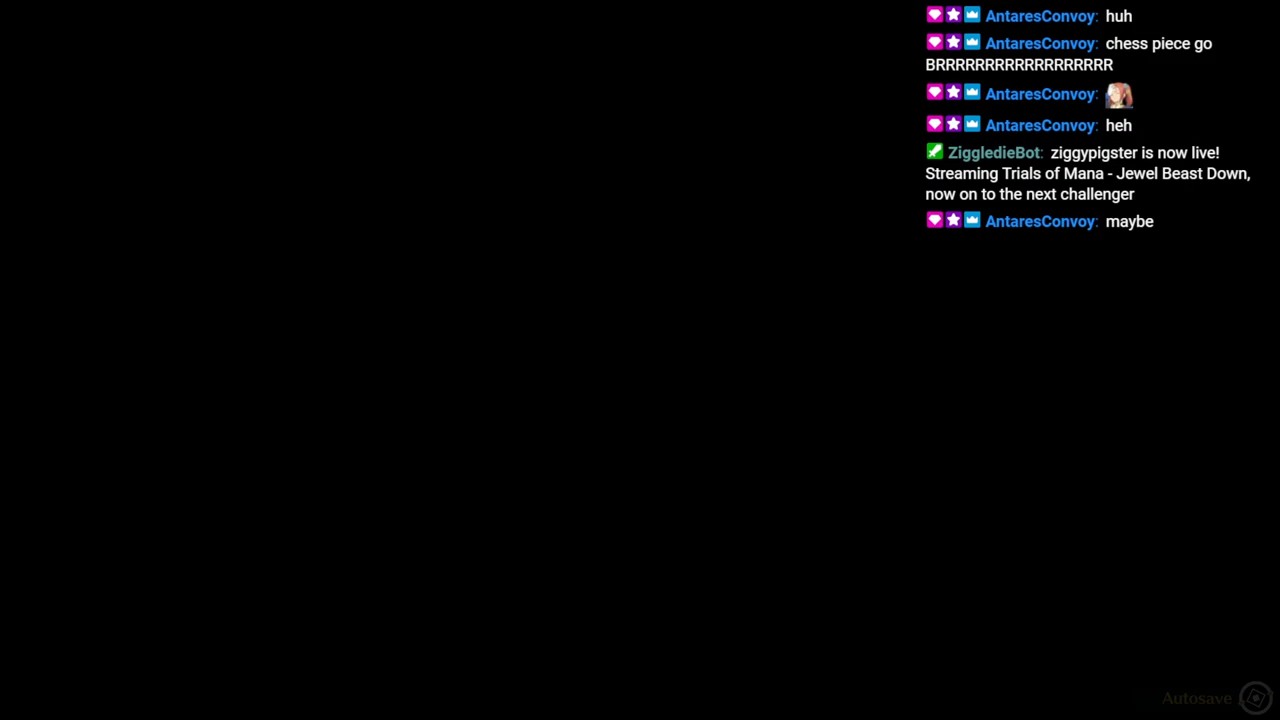 AntaresConvoy: huh
AntaresConvoy: chess piece go
BRRRRRRRRRRRRRRRRRR
AntaresConvoy:
AntaresConvoy: heh
ZiggledieBot: ziggypigster is now live!
Streaming Trials of Mana - Jewel Beast Down,
now on to the next challenger
AntaresConvoy: maybe
Autosave